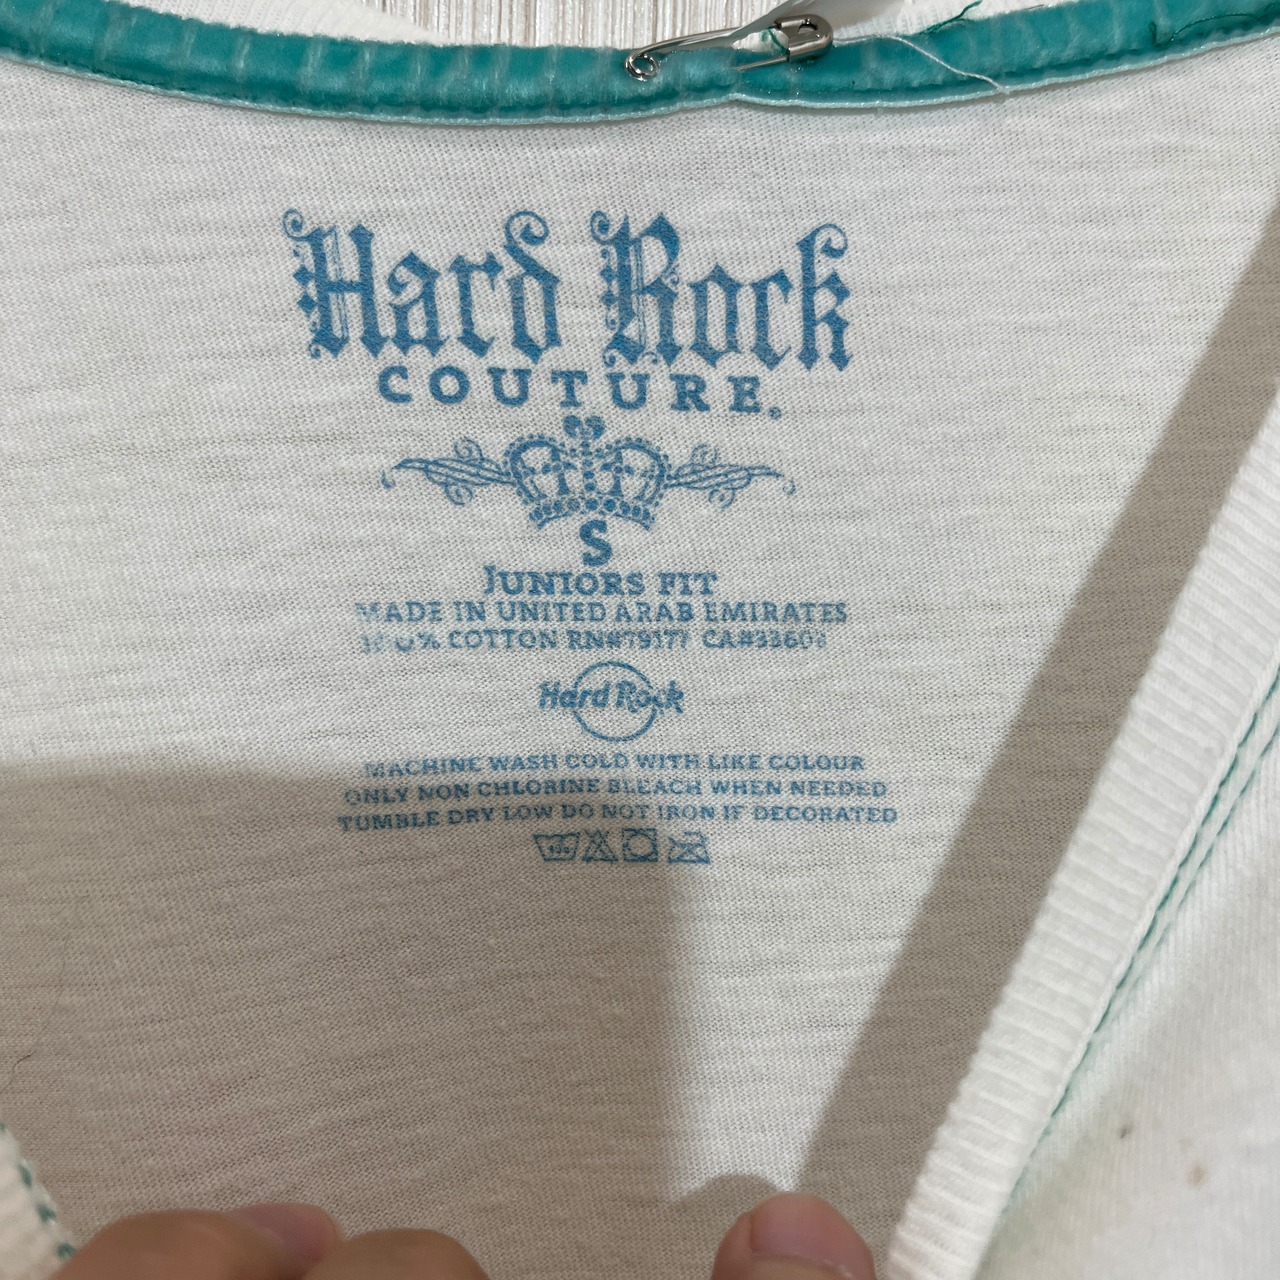 Hard Rock
COUTURE.
S
JUNIORS FIT
MADE IN UNITED ARAB EMIRATES
100% COTTON RN#79177
Hard Rock
MACHINE WASH COLD WITH LIKE COLOUR
ONLY NON CHLORINE BLEACH WHEN NEEDED
TUMBLE DRY LOW DO NOT IRON IF DECORATED